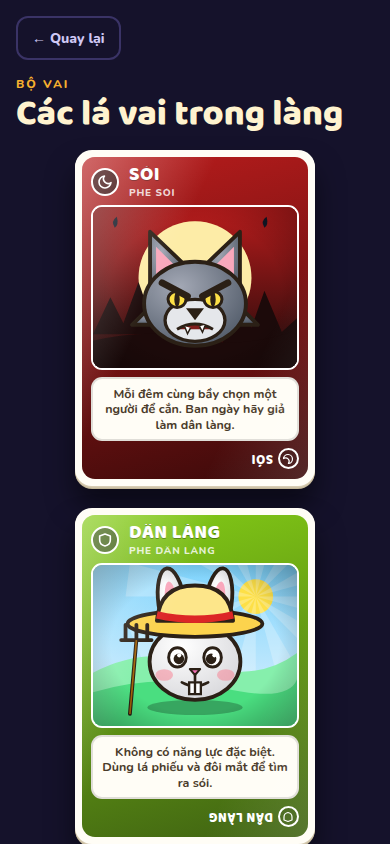 ← Quay lại
BỘ VAI
Các lá vai trong làng
SÓI
PHE SÓI
Mỗi đêm cùng bầy chọn một
người để cắn. Ban ngày hãy giả
làm dân làng.
SÓI
DÂN LÀNG
PHE DÂN LÀNG
Không có năng lực đặc biệt.
Dùng lá phiếu và đôi mắt để tìm
ra sói.
DÂN LÀNG